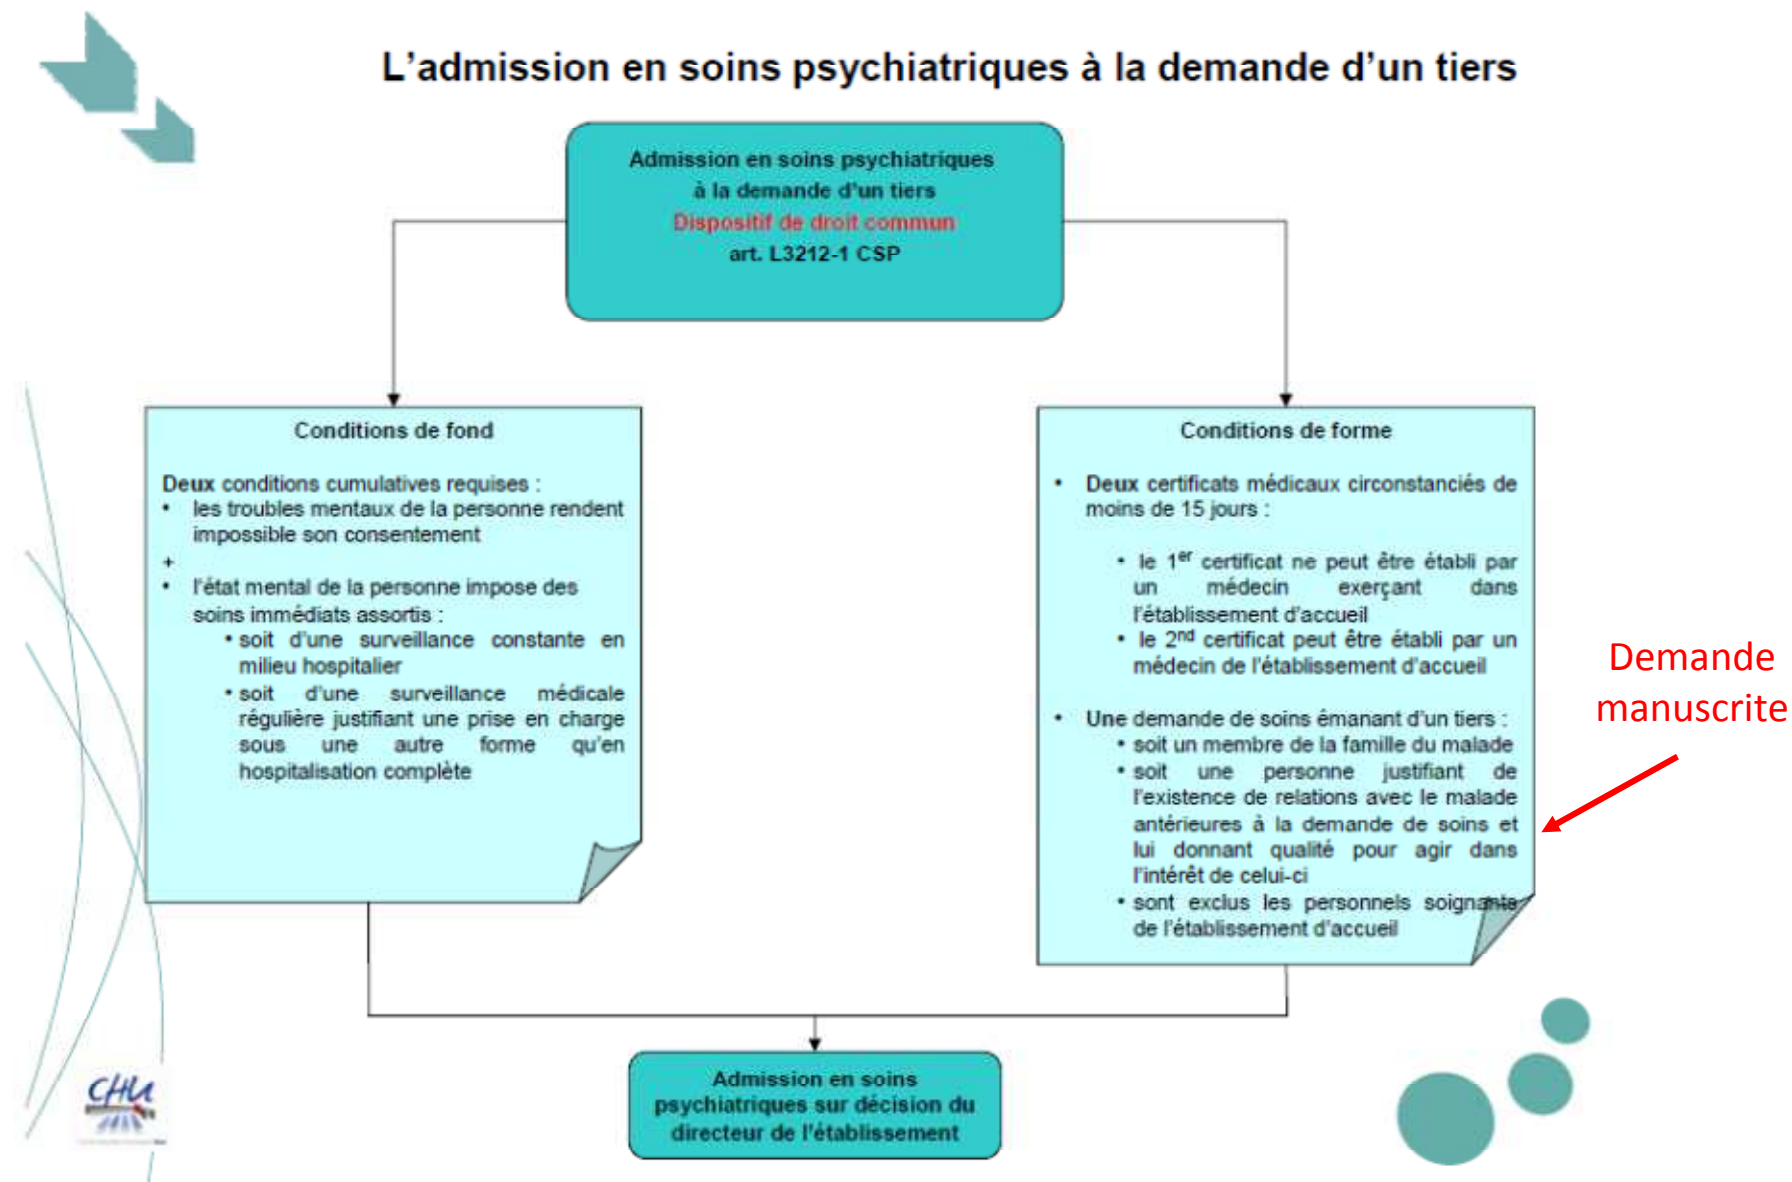 L'admission en soins psychiatriques à la demande d'un tiers
Admission en soins psychiatriques
à la demande d'un tiers
Dispositif de droit commun
art. L3212-1 CSP
Conditions de fond
Deux conditions cumulatives requises :
• les troubles mentaux de la personne rendent
impossible son consentement
+
• l'état mental de la personne impose des
soins immédiats assortis :
• soit d'une surveillance constante en
milieu hospitalier
• soit d'une surveillance médicale
régulière justifiant une prise en charge
sous une autre forme qu'en
hospitalisation complète
Conditions de forme
• Deux certificats médicaux circonstanciés de
moins de 15 jours :
• le 1er certificat ne peut être établi par
un médecin exerçant dans
l'établissement d'accueil
• le 2nd certificat peut être établi par un
médecin de l'établissement d'accueil
• Une demande de soins émanant d'un tiers :
• soit un membre de la famille du malade
• soit une personne justifiant de
l'existence de relations avec le malade
antérieures à la demande de soins et
lui donnant qualité pour agir dans
l'intérêt de celui-ci
• sont exclus les personnels soignants
de l'établissement d'accueil
Demande
manuscrite
Admission en soins
psychiatriques sur décision du
directeur de l'établissement
CHU